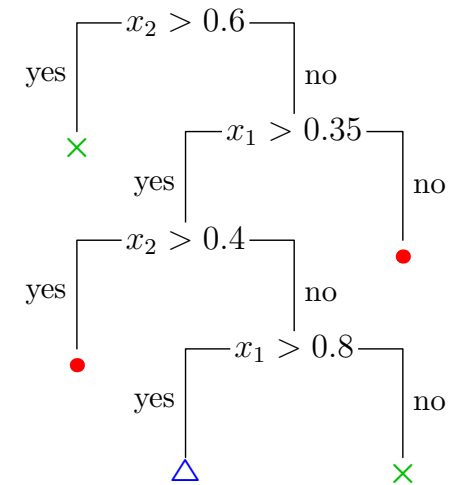 x₂ > 0.6
yes
no
x₁ > 0.35
yes
no
x₂ > 0.4
yes
no
x₁ > 0.8
yes
no